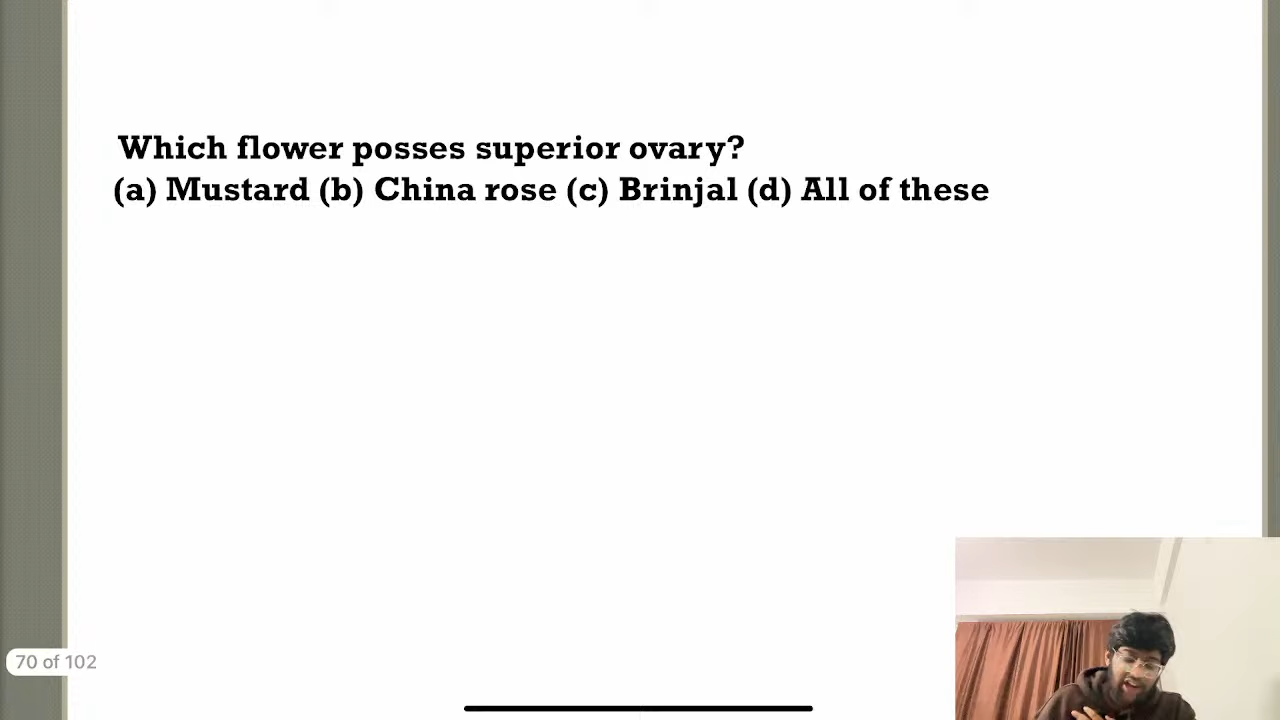 Which flower posses superior ovary?
(a) Mustard (b) China rose (c) Brinjal (d) All of these
70 of 102